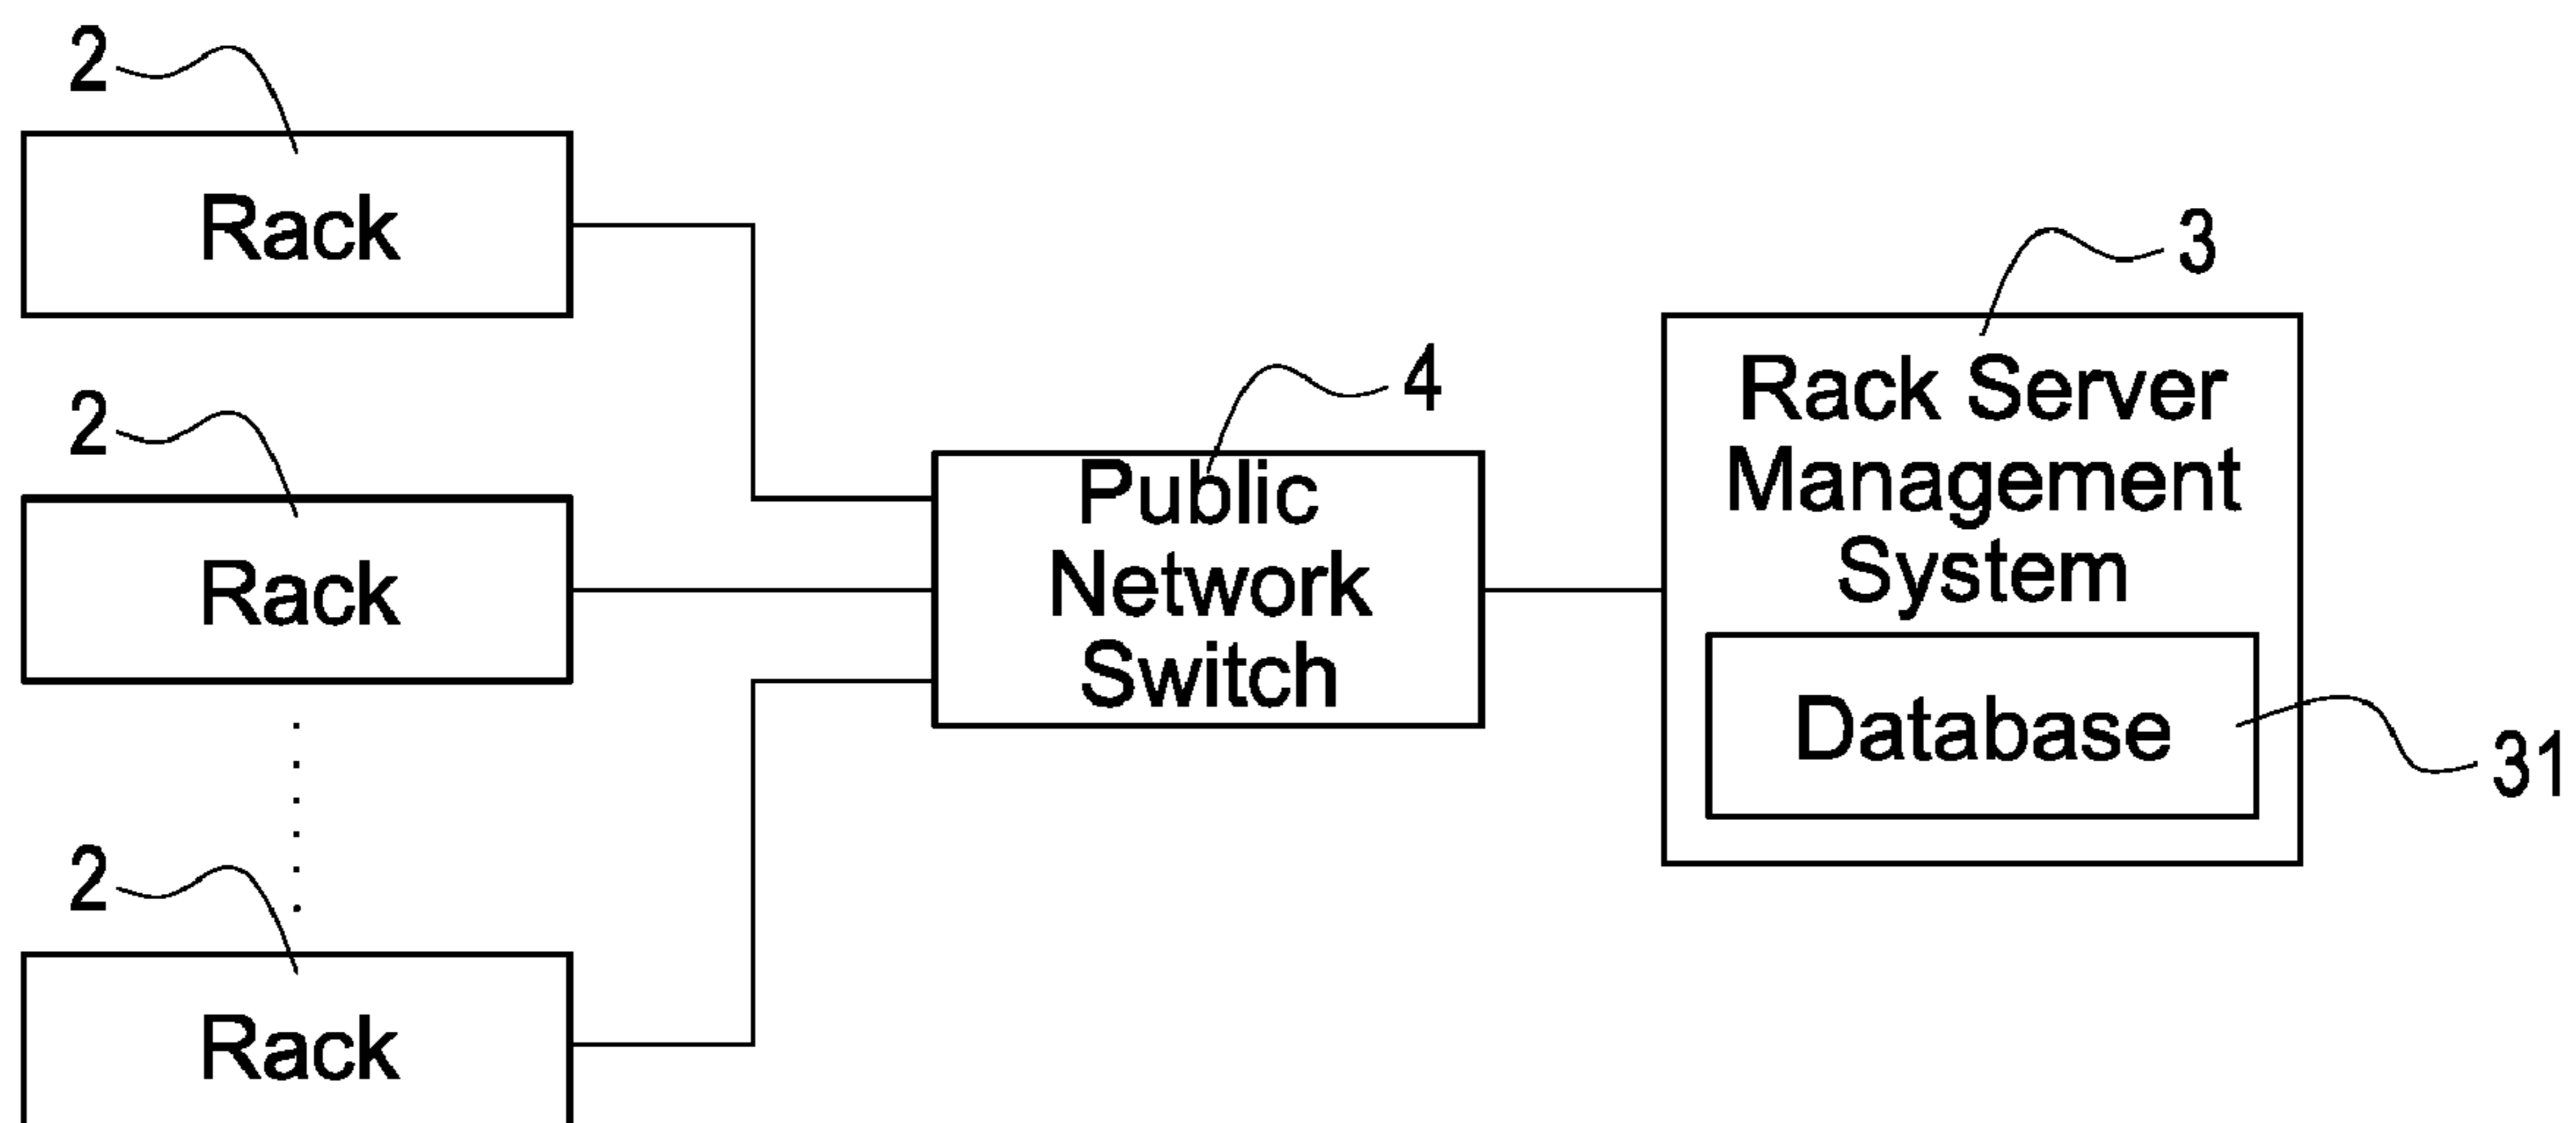 2
Rack
2
Rack
2
Rack
4
Public
Network
Switch
3
Rack Server
Management
System
Database
31